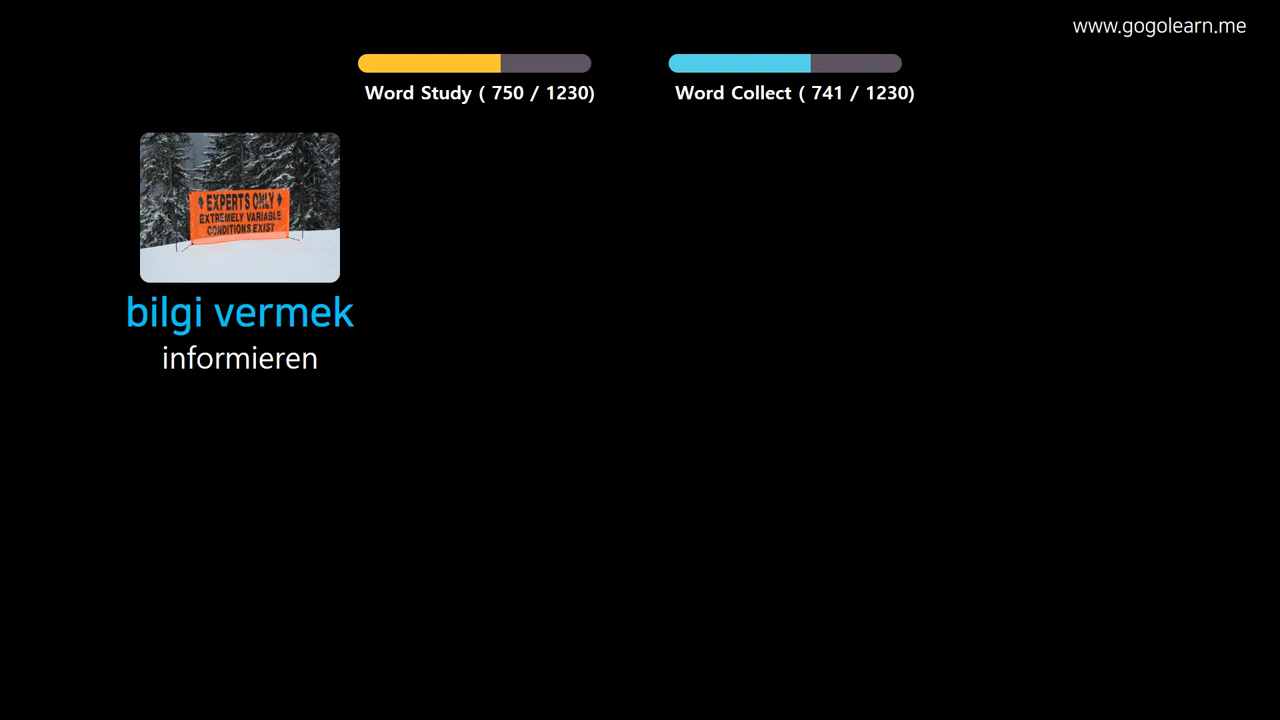 www.gogolearn.me
Word Study ( 750 / 1230)
Word Collect ( 741 / 1230)
EXPERTS ONLY
EXTREMELY VARIABLE
CONDITIONS EXIST
bilgi vermek
informieren